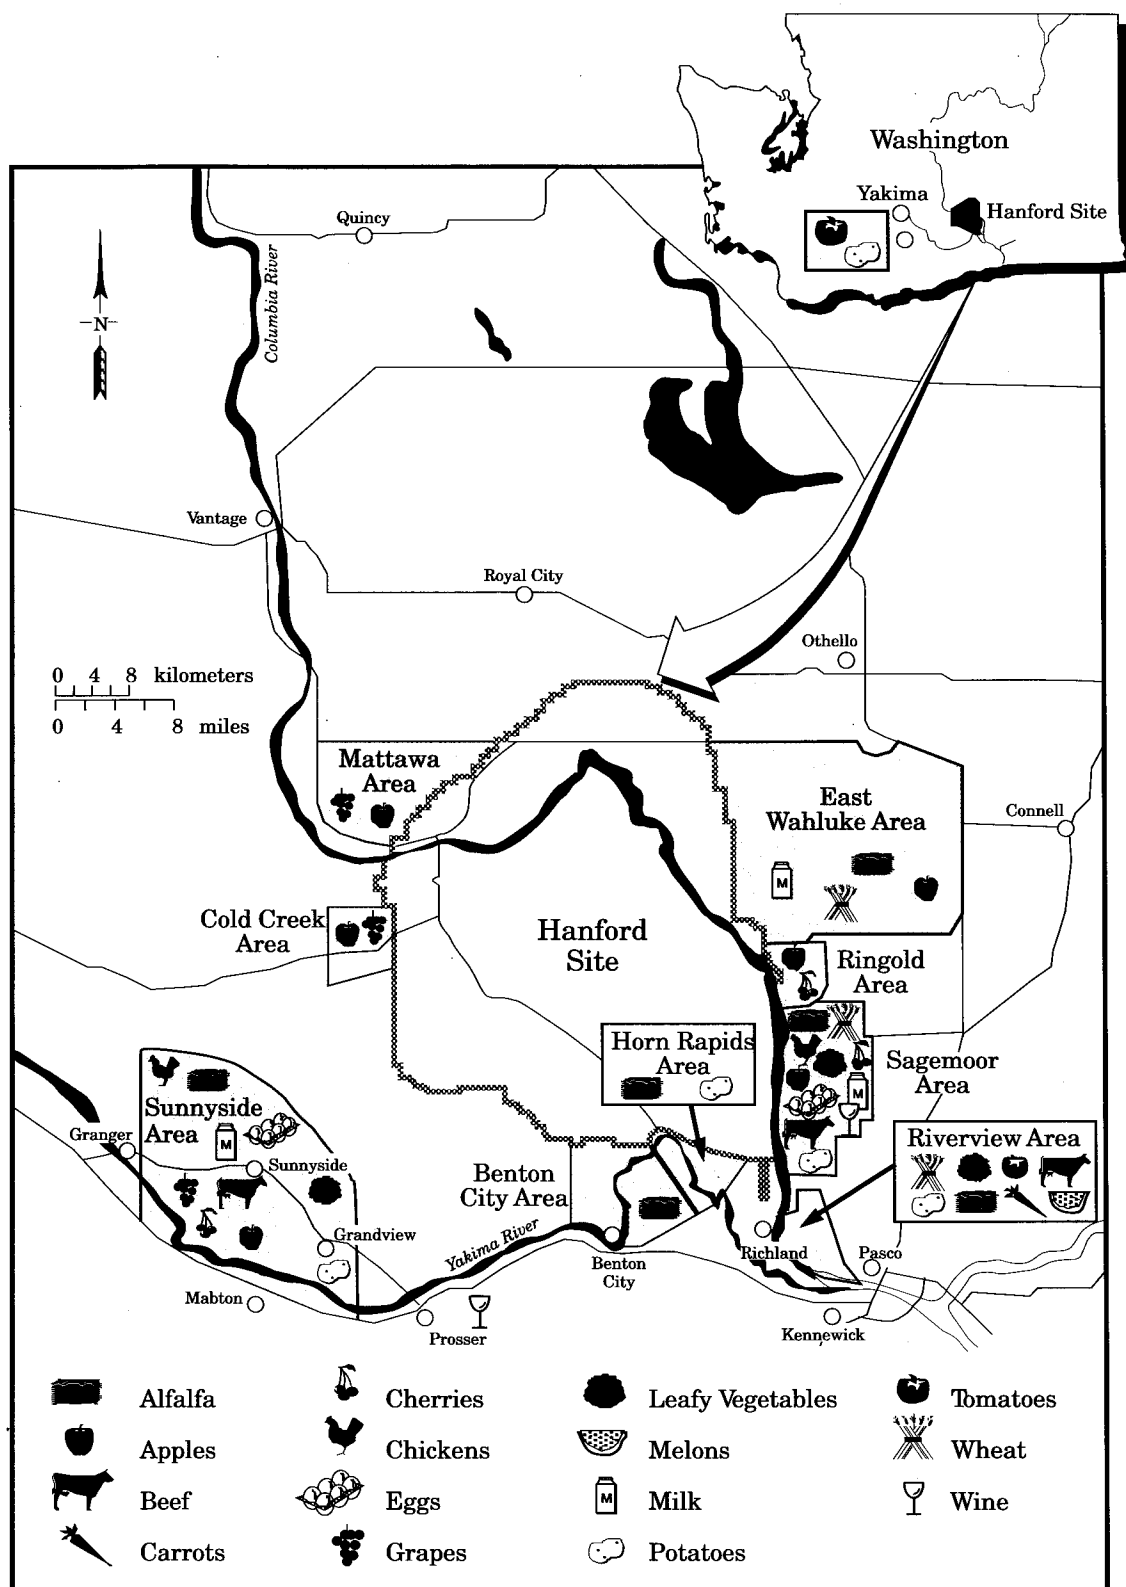 Washington
Yakima
Hanford Site
Quincy
Columbia River
N
Vantage
Royal City
Othello
0 4 8 kilometers
0 4 8 miles
Mattawa
Area
East
Wahluke Area
Connell
M
Cold Creek
Area
Hanford
Site
Ringold
Area
Horn Rapids
Area
Sagemoor
Area
M
Sunnyside
Area
M
Granger
Sunnyside
Riverview Area
Benton
City Area
Grandview
Yakima River
Benton
City
Richland
Pasco
Mabton
Prosser
Kennewick
Alfalfa
Cherries
Leafy Vegetables
Tomatoes
Apples
Chickens
Melons
Wheat
Beef
Eggs
M
Milk
Wine
Carrots
Grapes
Potatoes